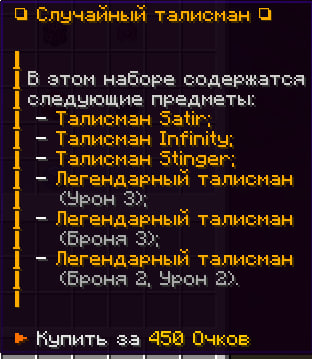 ❏ Случайный талисман ❏
В этом наборе содержатся
следующие предметы:
- Талисман Satir;
- Талисман Infinity;
- Талисман Stinger;
- Легендарный талисман
(Урон 3);
- Легендарный талисман
(Броня 3);
- Легендарный талисман
(Броня 2, Урон 2).
► Купить за 450 Очков